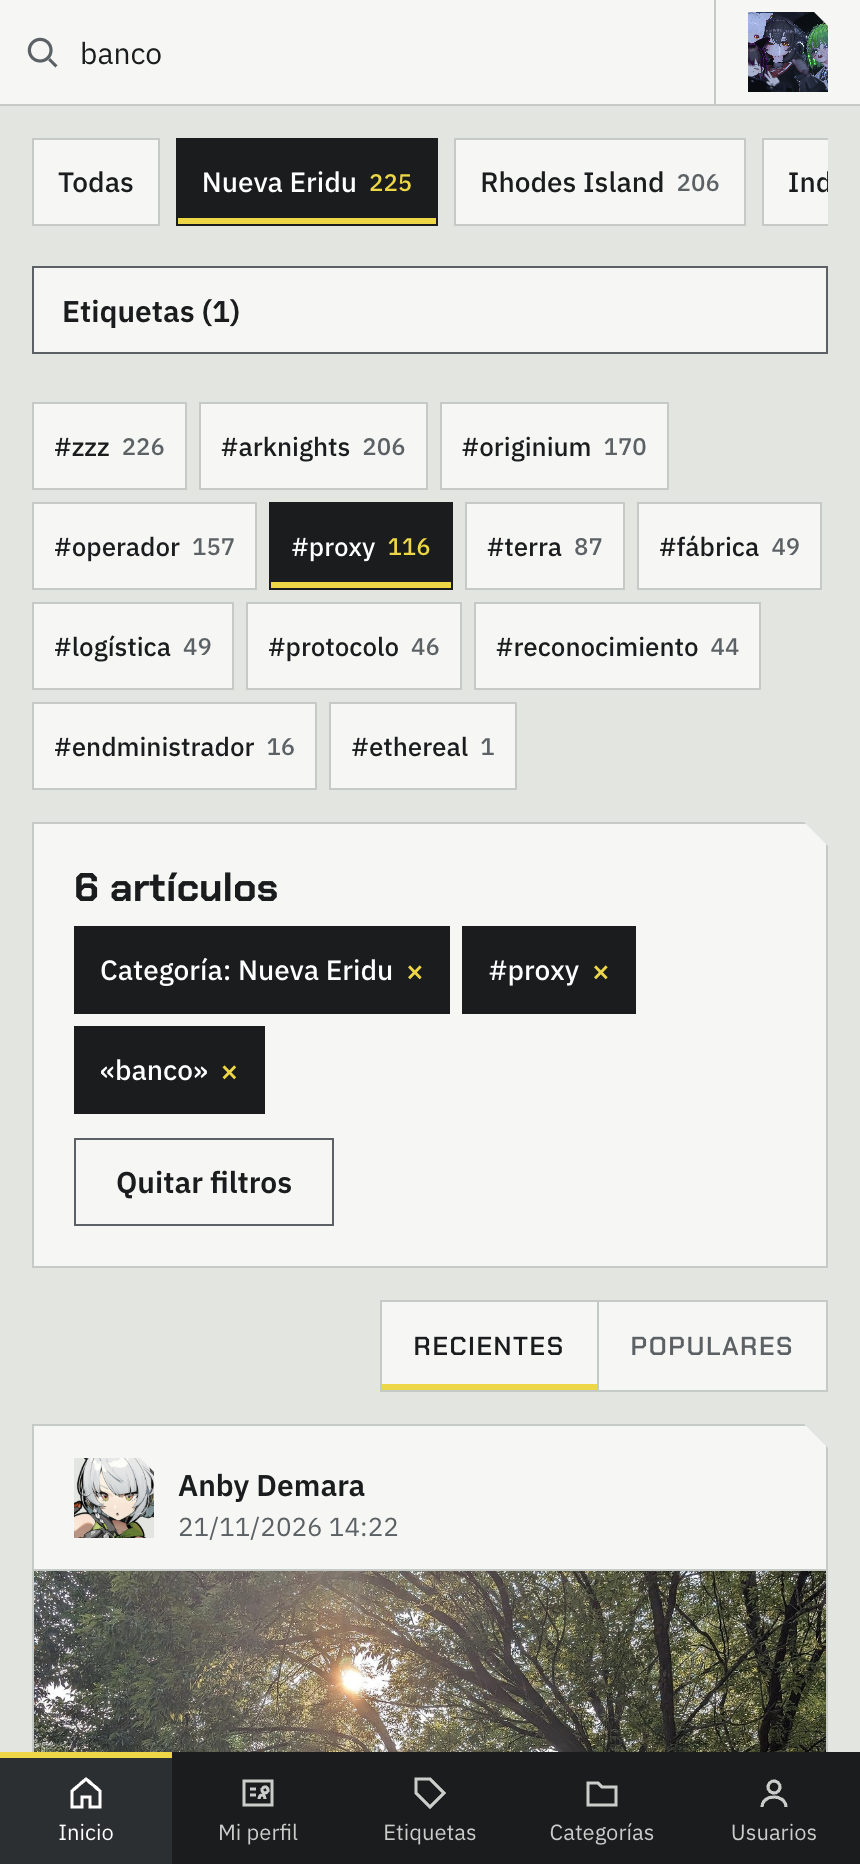 banco
Todas
Nueva Eridu 225
Rhodes Island 206
Ind
Etiquetas (1)
#zzz 226
#arknights 206
#originium 170
#operador 157
#proxy 116
#terra 87
#fábrica 49
#logística 49
#protocolo 46
#reconocimiento 44
#endministrador 16
#ethereal 1
6 artículos
Categoría: Nueva Eridu ×
#proxy ×
«banco» ×
Quitar filtros
RECIENTES
POPULARES
Anby Demara
21/11/2026 14:22
Inicio
Mi perfil
Etiquetas
Categorías
Usuarios